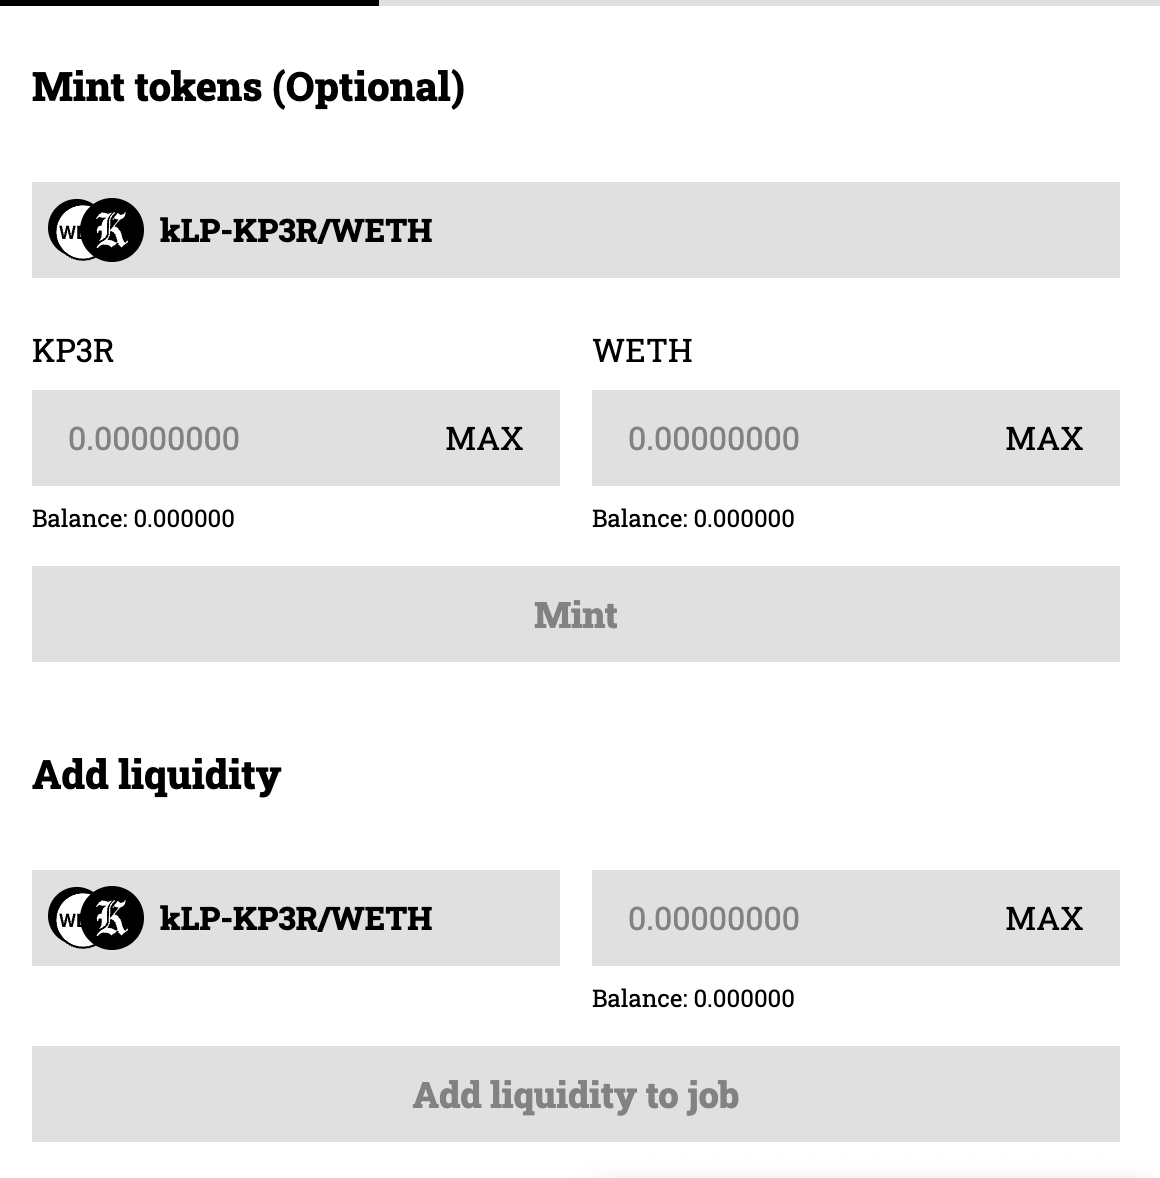 Mint tokens (Optional)
kLP-KP3R/WETH
KP3R
WETH
0.00000000 MAX
0.00000000 MAX
Balance: 0.000000
Balance: 0.000000
Mint
Add liquidity
kLP-KP3R/WETH
0.00000000 MAX
Balance: 0.000000
Add liquidity to job